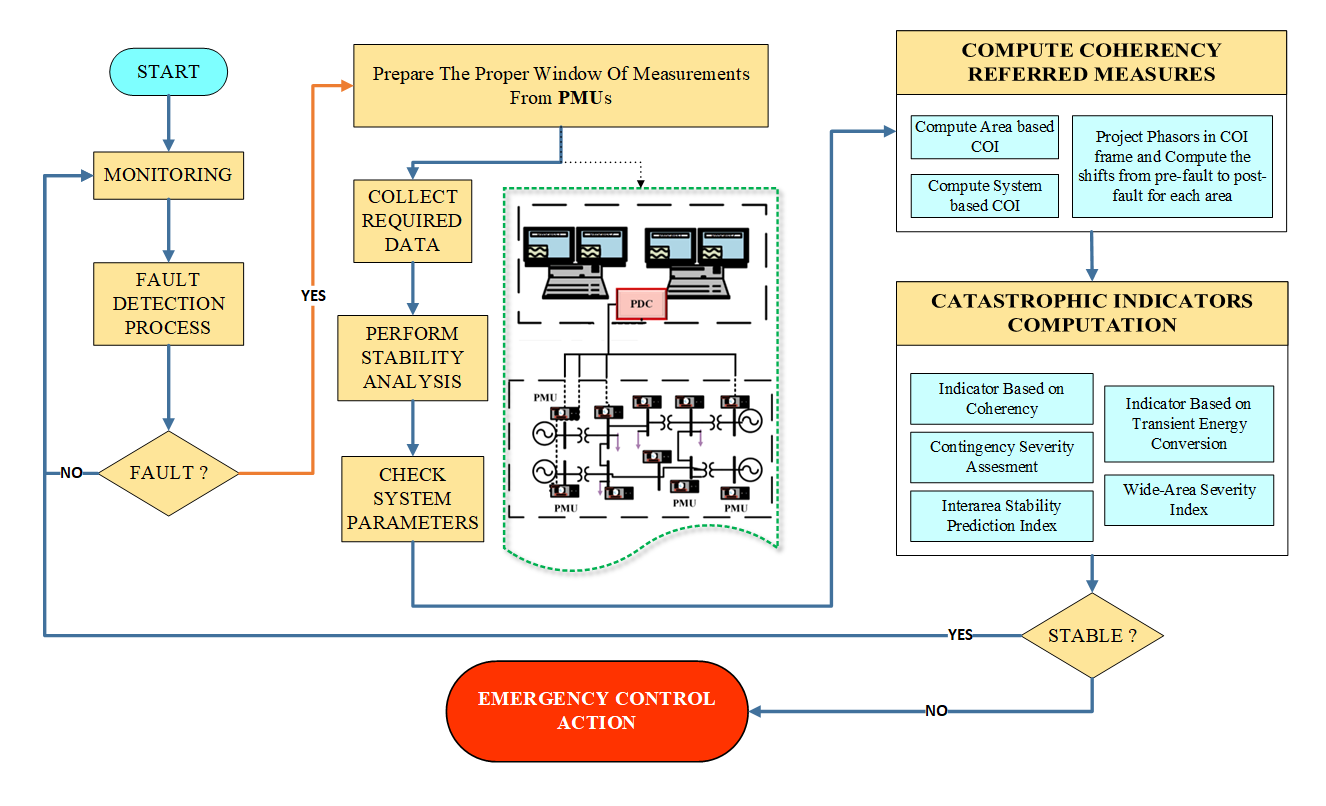 START
MONITORING
FAULT
DETECTION
PROCESS
FAULT ?
NO
YES
Prepare The Proper Window Of Measurements
From PMUs
COLLECT
REQUIRED
DATA
PERFORM
STABILITY
ANALYSIS
CHECK
SYSTEM
PARAMETERS
PDC
PMU
PMU
PMU
PMU
COMPUTE COHERENCY
REFERRED MEASURES
Compute Area based
COI
Compute System
based COI
Project Phasors in COI
frame and Compute the
shifts from pre-fault to post-
fault for each area
CATASTROPHIC INDICATORS
COMPUTATION
Indicator Based on
Coherency
Contingency Severity
Assesment
Interarea Stability
Prediction Index
Indicator Based on
Transient Energy
Conversion
Wide-Area Severity
Index
STABLE ?
YES
NO
EMERGENCY CONTROL
ACTION